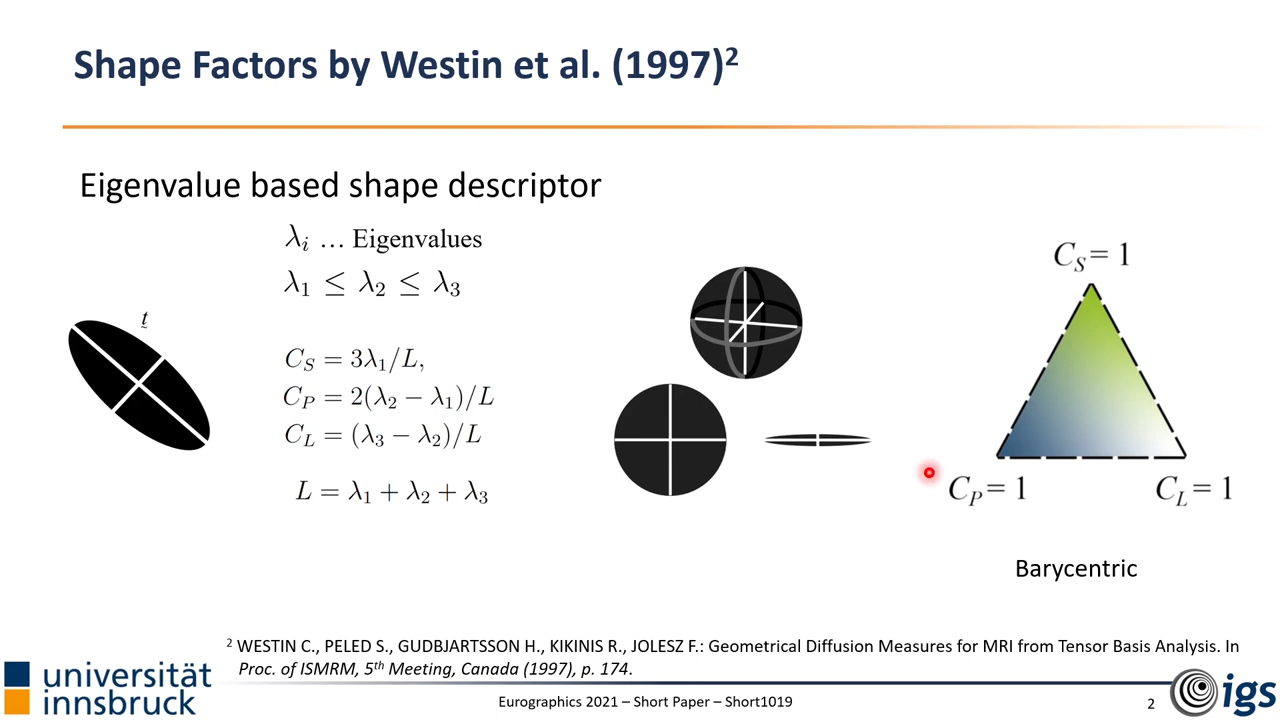 Shape Factors by Westin et al. (1997)²
Eigenvalue based shape descriptor
λᵢ … Eigenvalues
λ₁ ≤ λ₂ ≤ λ₃
t
C_S = 3λ₁/L,
C_P = 2(λ₂ − λ₁)/L
C_L = (λ₃ − λ₂)/L
L = λ₁ + λ₂ + λ₃
C_S = 1
C_P = 1
C_L = 1
Barycentric
² WESTIN C., PELED S., GUDBJARTSSON H., KIKINIS R., JOLESZ F.: Geometrical Diffusion Measures for MRI from Tensor Basis Analysis. In
Proc. of ISMRM, 5th Meeting, Canada (1997), p. 174.
universität
innsbruck
Eurographics 2021 – Short Paper – Short1019
2
igs